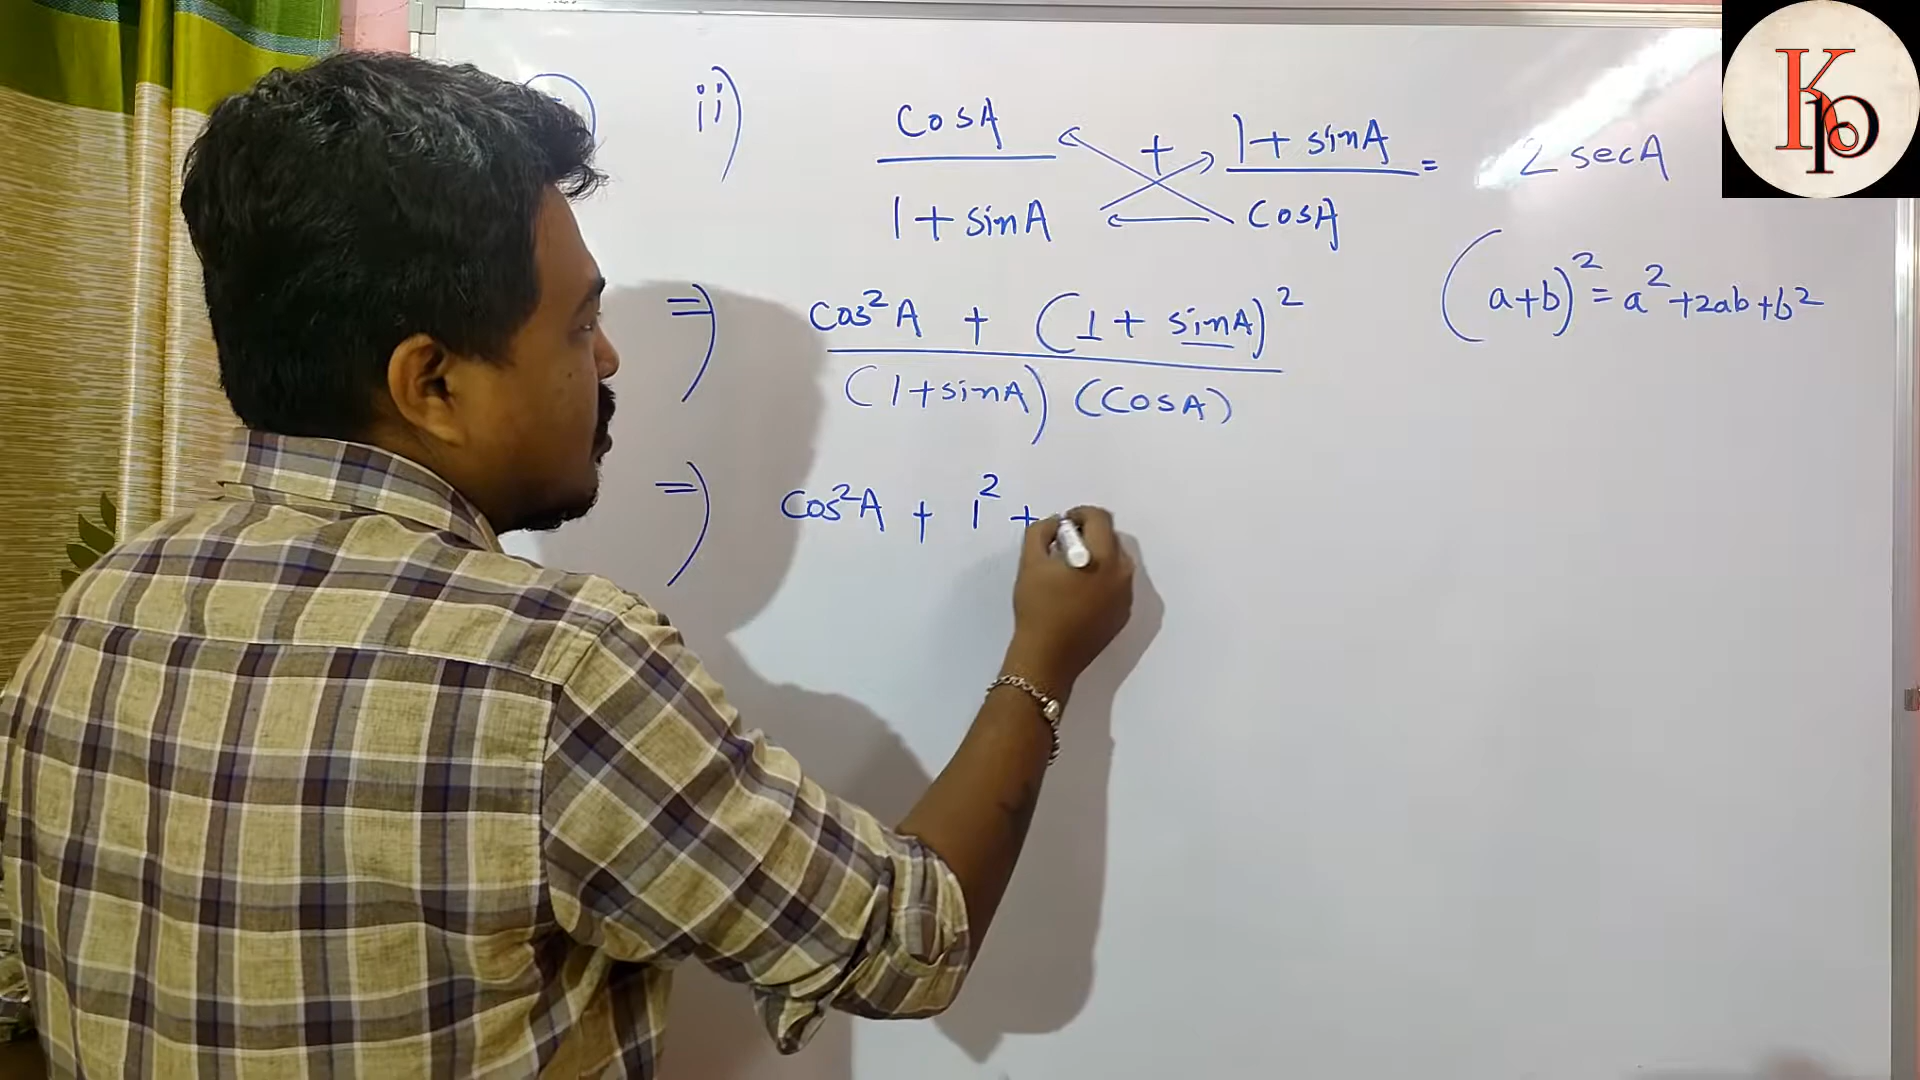 ii) cosA / 1 + sinA + 1 + sinA / cosA = 2 secA
(a+b)² = a² + 2ab + b²
=) cos²A + (1 + sinA)² / (1 + sinA) (cosA)
=) cos²A + 1² +
KP